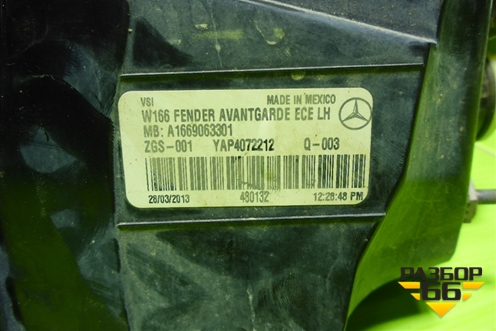 VSI MADE IN MEXICO
W166 FENDER AVANTGARDE ECE LH
MB: A1669063301
ZGS-001 YAP4072212 Q-003
28/03/2013 480132 12:28:48 PM
РАЗБОР
66